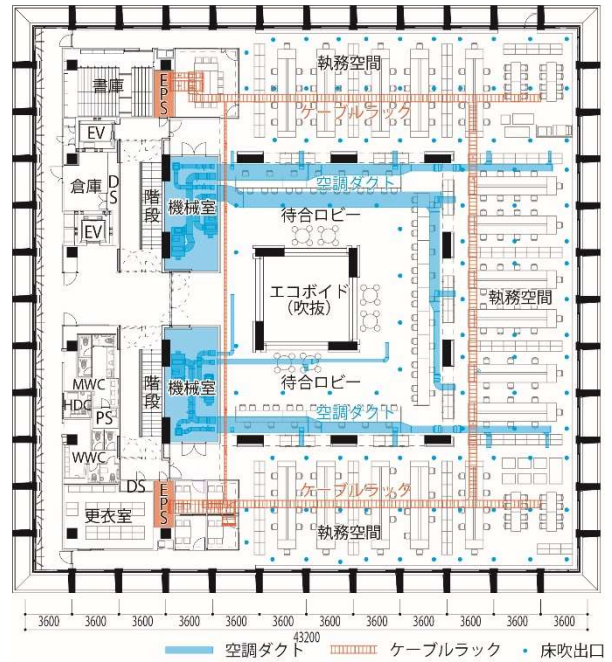 書庫
EPS
執務空間
ケーブルラック
EV
倉庫
DS
階段
機械室
空調ダクト
待合ロビー
EV
エコボイド
(吹抜)
執務空間
MWC
HDC
PS
階段
機械室
待合ロビー
空調ダクト
WWC
DS
EPS
更衣室
ケーブルラック
執務空間
3600 3600 3600 3600 3600 3600 3600 3600 3600 3600 3600 3600
43200
空調ダクト ケーブルラック 床吹出口